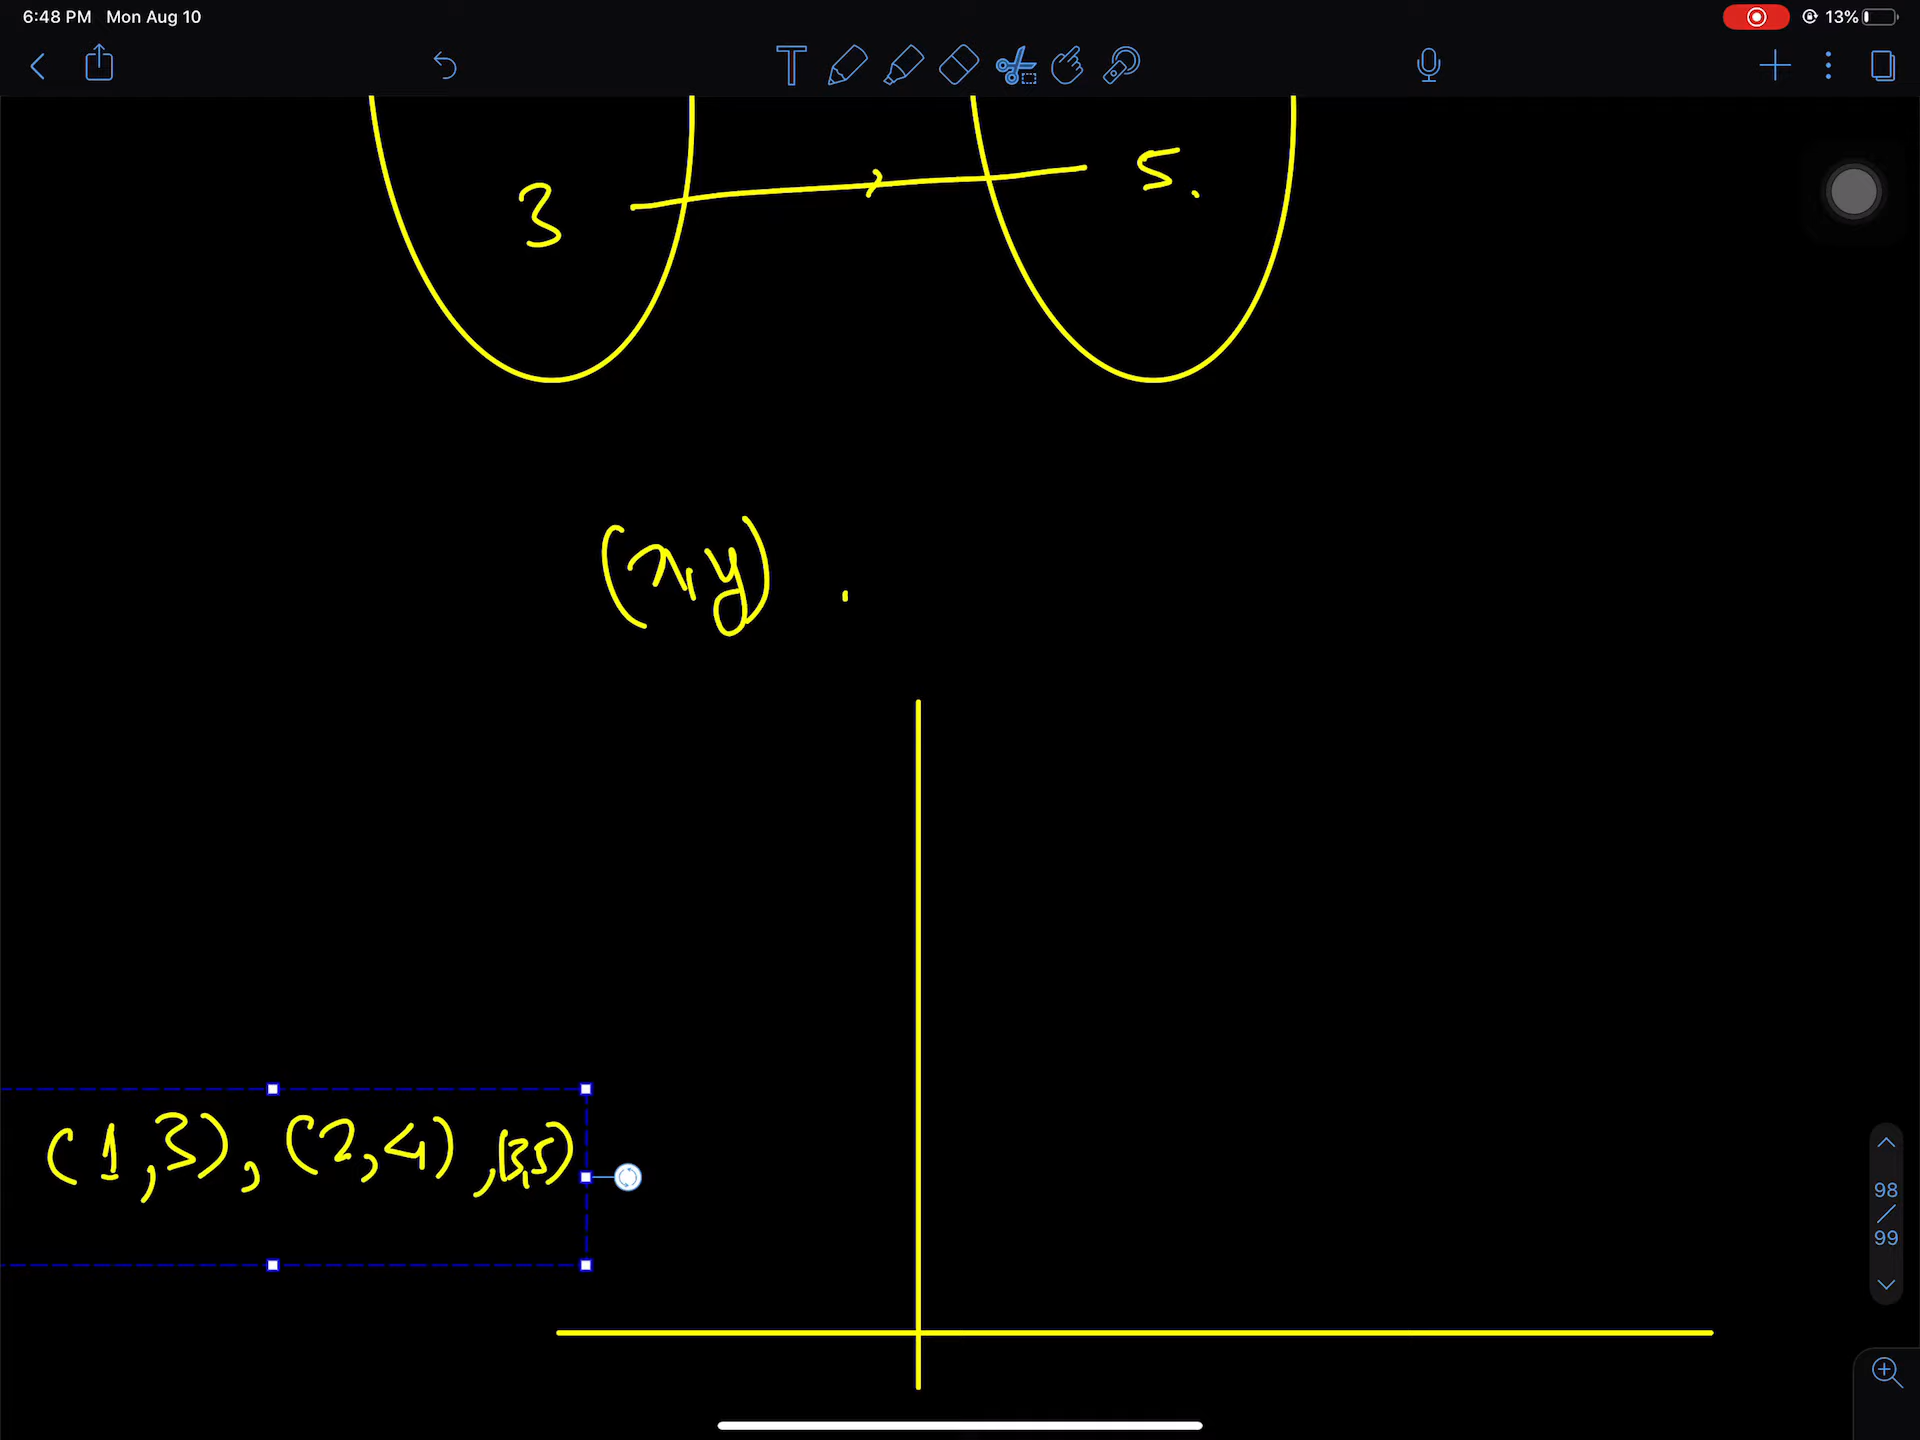 6:48 PM Mon Aug 10
13%
T
3 5.
(x,y) .
(1,3), (2,4) ,(3,5)
98
/
99